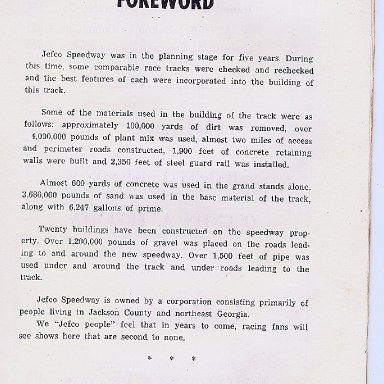 FOREWORD
Jefco Speedway was in the planning stage for five years. During
this time, some comparable race tracks were checked and rechecked
and the best features of each were incorporated into the building of
this track.
Some of the materials used in the building of the track were as
follows: approximately 100,000 yards of dirt was removed, over
4,000,000 pounds of plant mix was used, almost two miles of access
and perimeter roads constructed, 1,900 feet of concrete retaining
walls were built and 2,350 feet of steel guard rail was installed.
Almost 600 yards of concrete was used in the grand stands alone.
3,680,000 pounds of sand was used in the base material of the track,
along with 6,247 gallons of prime.
Twenty buildings have been constructed on the speedway prop-
erty. Over 1,200,000 pounds of gravel was placed on the roads lead-
ing to and around the new speedway. Over 1,500 feet of pipe was
used under and around the track and under roads leading to the
track.
Jefco Speedway is owned by a corporation consisting primarily of
people living in Jackson County and northeast Georgia.
We "Jefco people" feel that in years to come, racing fans will
see shows here that are second to none.
* * *